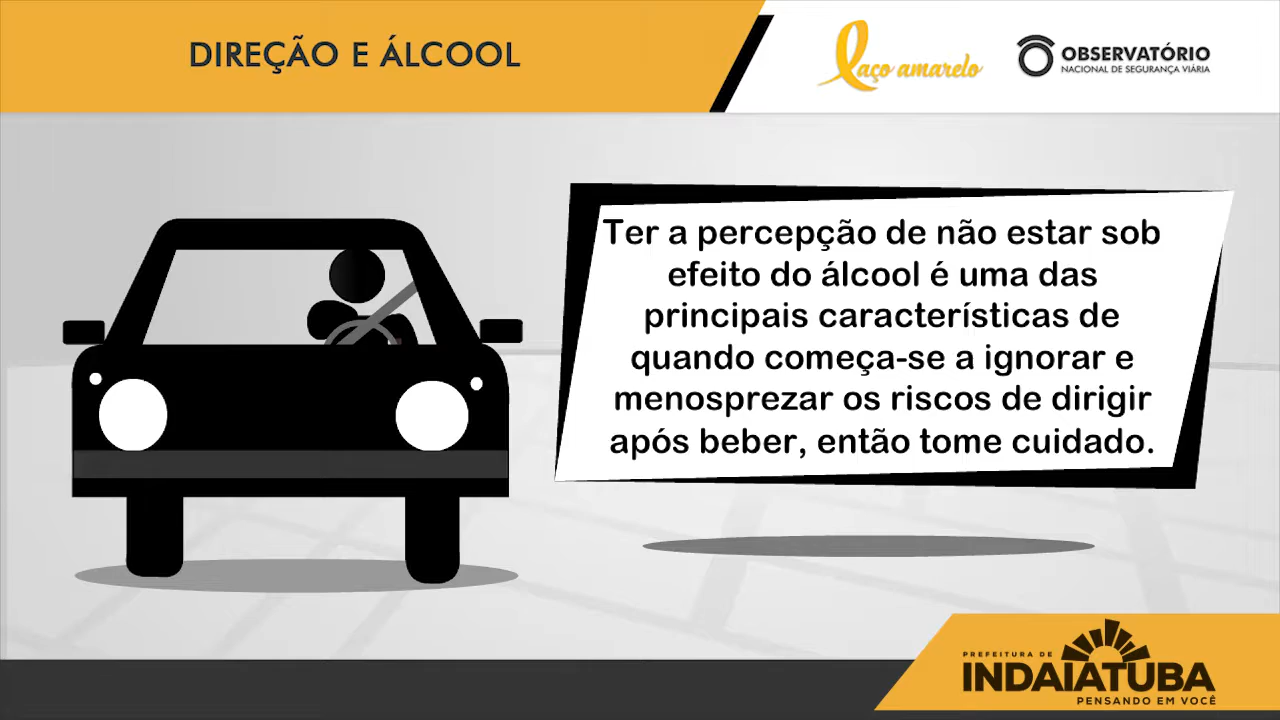 DIREÇÃO E ÁLCOOL
laço amarelo
OBSERVATÓRIO
NACIONAL DE SEGURANÇA VIÁRIA
Ter a percepção de não estar sob
efeito do álcool é uma das
principais características de
quando começa-se a ignorar e
menosprezar os riscos de dirigir
após beber, então tome cuidado.
PREFEITURA DE
INDAIATUBA
PENSANDO EM VOCÊ